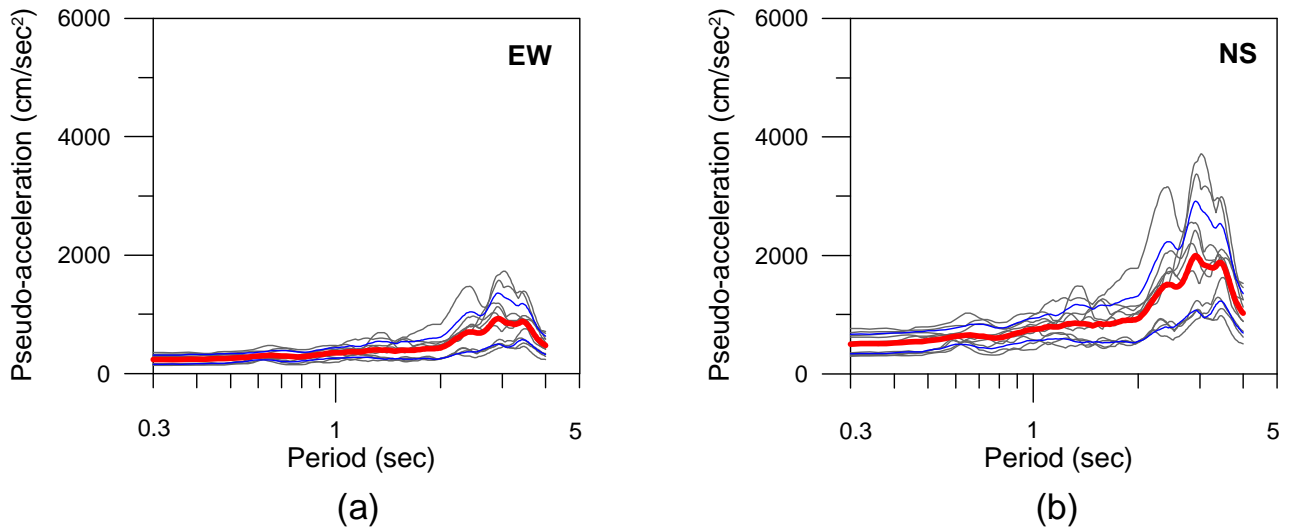 Pseudo-acceleration (cm/sec²)
6000
4000
2000
0
EW
0.3
1
5
Period (sec)
(a)
Pseudo-acceleration (cm/sec²)
6000
4000
2000
0
NS
0.3
1
5
Period (sec)
(b)